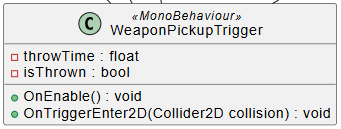 C
«MonoBehaviour»
WeaponPickupTrigger
throwTime : float
isThrown : bool
OnEnable() : void
OnTriggerEnter2D(Collider2D collision) : void